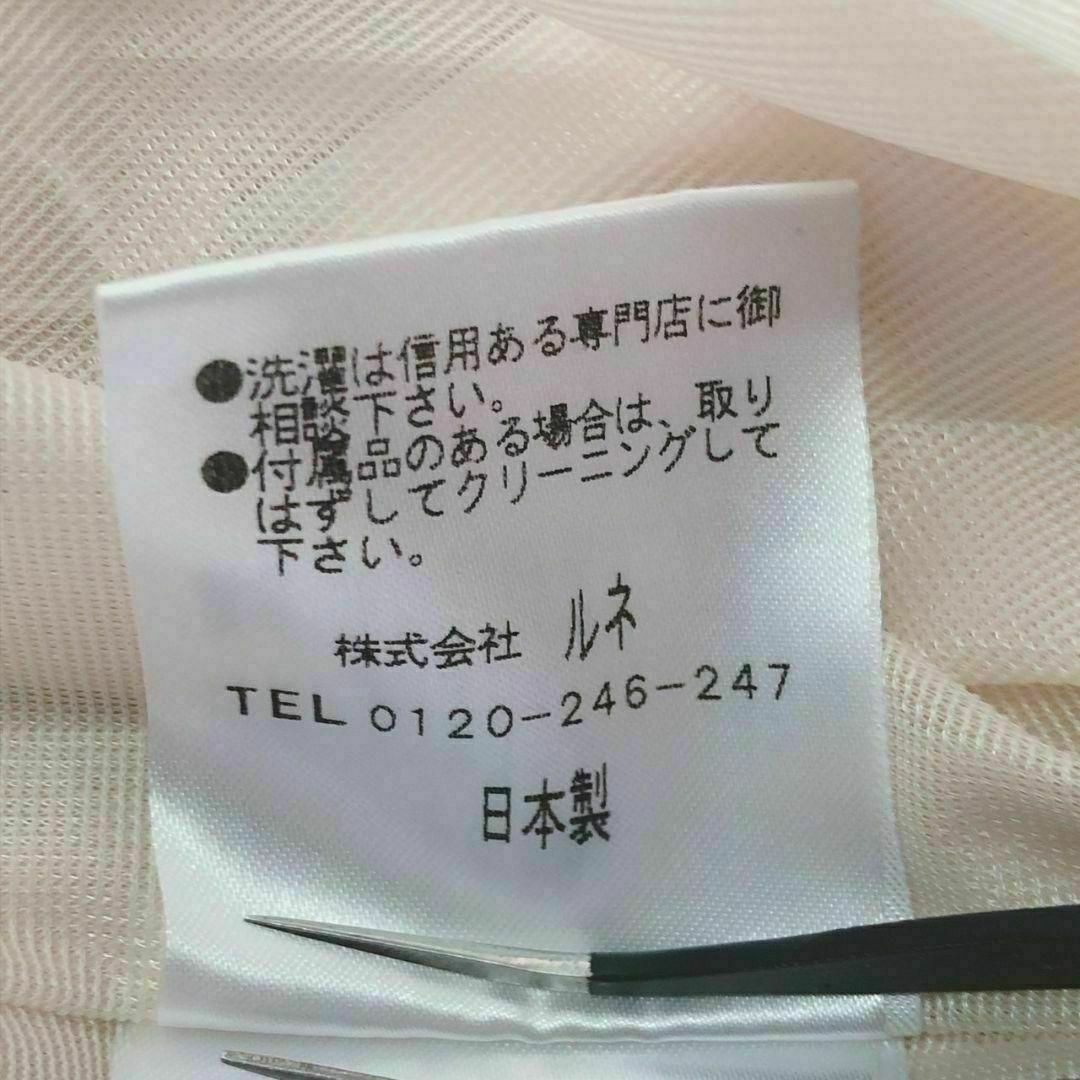 ●洗濯は信用ある専門店に御
相談下さい。
●付属品のある場合は、取り
はずしてクリーニングして
下さい。
株式会社 ルネ
TEL 0120-246-247
日本製